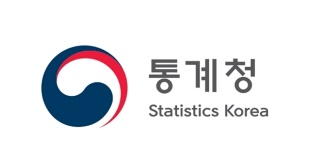 통계청
Statistics Korea